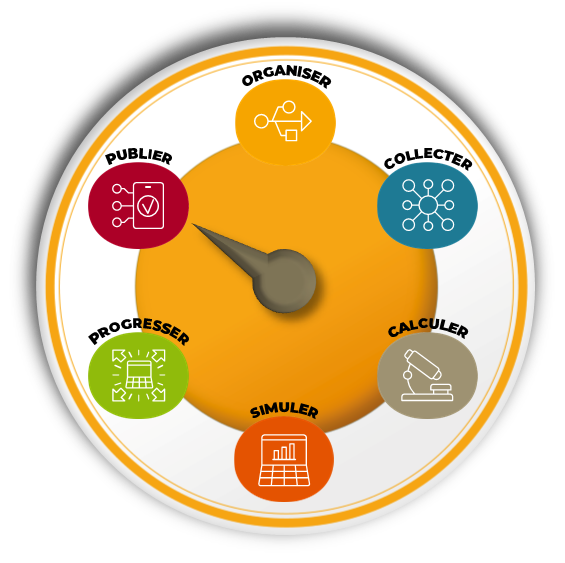 ORGANISER
PUBLIER
COLLECTER
PROGRESSER
CALCULER
SIMULER